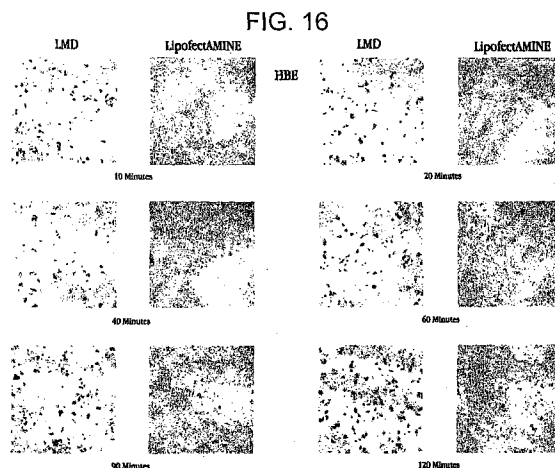 FIG. 16
LMD LipofectAMINE LMD LipofectAMINE
HBE
10 Minutes 20 Minutes
40 Minutes 60 Minutes
90 Minutes 120 Minutes